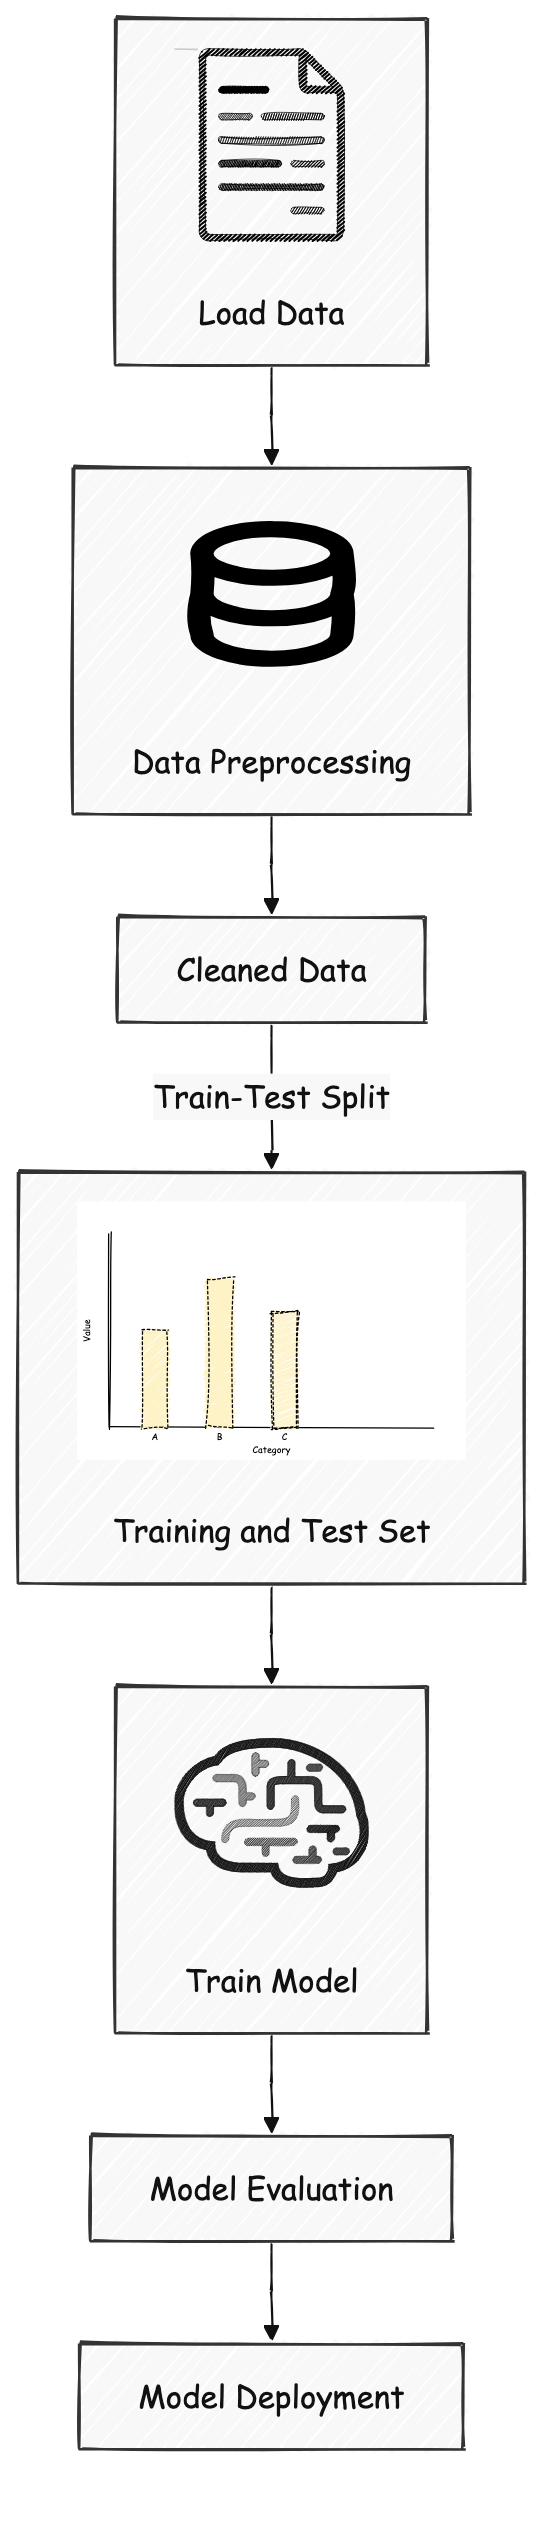 Load Data
Data Preprocessing
Cleaned Data
Train-Test Split
Value
A B C
Category
Training and Test Set
Train Model
Model Evaluation
Model Deployment